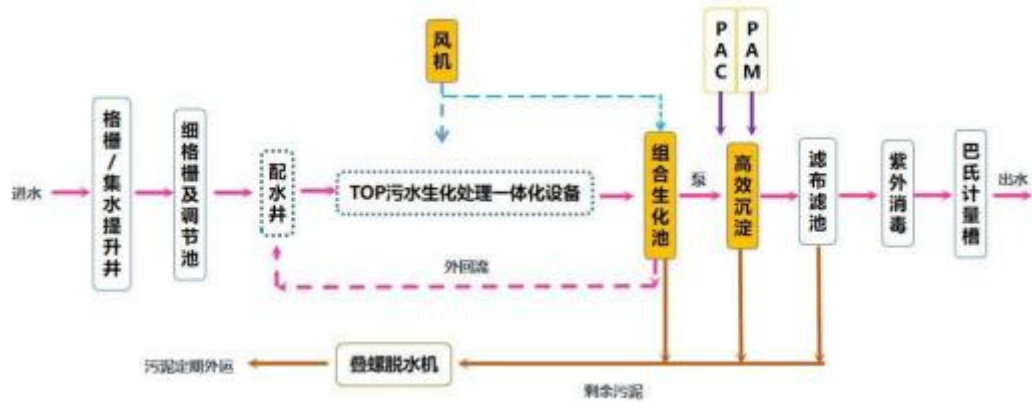 风机
PAC
PAM
进水
格栅/集水提升井
细格栅及调节池
配水井
TOP污水生化处理一体化设备
组合生化池
泵
高效沉淀
滤布滤池
紫外消毒
巴氏计量槽
出水
外回流
污泥定期外运
叠螺脱水机
剩余污泥